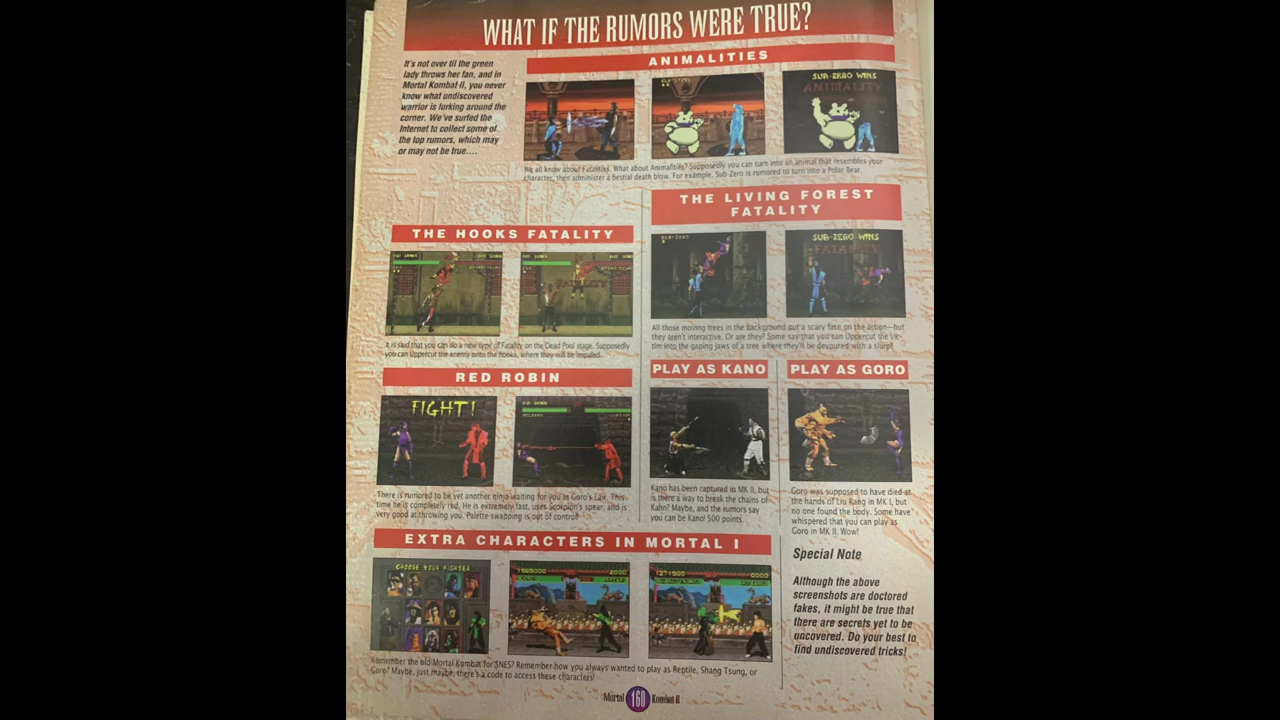 WHAT IF THE RUMORS WERE TRUE?
It's not over til the green
lady throws her fan, and in
Mortal Kombat II, you never
know what undiscovered
warrior is lurking around the
corner. We've surfed the
Internet to collect some of
the top rumors, which may
or may not be true....
ANIMALITIES
SUB-ZERO WINS
ANIMALITY
We all know about Fatalities. What about Animalities? Supposedly you can turn into an animal that resembles your
character, then administer a bestial death blow. For example, Sub-Zero is rumored to turn into a Polar Bear.
THE HOOKS FATALITY
FATALITY
It is said that you can do a new type of Fatality on the Dead Pool stage. Supposedly
you can Uppercut the enemy onto the hooks, where they will be impaled.
THE LIVING FOREST
FATALITY
SUB-ZERO
SUB-ZERO WINS
FATALITY
All those moving trees in the background put a scary face on the action—but
they aren't interactive. Or are they? Some say that you can Uppercut the vic-
tim into the gaping jaws of a tree where they'll be devoured with a slurp!
RED ROBIN
FIGHT!
There is rumored to be yet another ninja waiting for you in Goro's Lair. This
time he is completely red. He is extremely fast, uses Scorpion's spear, and is
very good at throwing you. Palette-swapping is out of control!
PLAY AS KANO
Kano has been captured in MK II, but
is there a way to break the chains of
Kahn? Maybe, and the rumors say
you can be Kano! 500 points.
PLAY AS GORO
Goro was supposed to have died at
the hands of Liu Kang in MK I, but
no one found the body. Some have
whispered that you can play as
Goro in MK II. Wow!
EXTRA CHARACTERS IN MORTAL I
CHOOSE YOUR FIGHTER
Remember the old Mortal Kombat for SNES? Remember how you always wanted to play as Reptile, Shang Tsung, or
Goro? Maybe, just maybe, there's a code to access these characters!
Special Note
Although the above
screenshots are doctored
fakes, it might be true that
there are secrets yet to be
uncovered. Do your best to
find undiscovered tricks!
Mortal 160 Kombat II